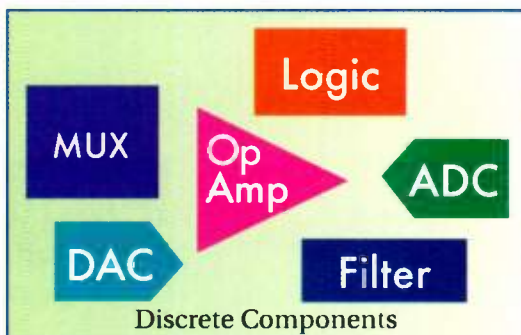 Logic
MUX
Op
Amp
ADC
DAC
Filter
Discrete Components